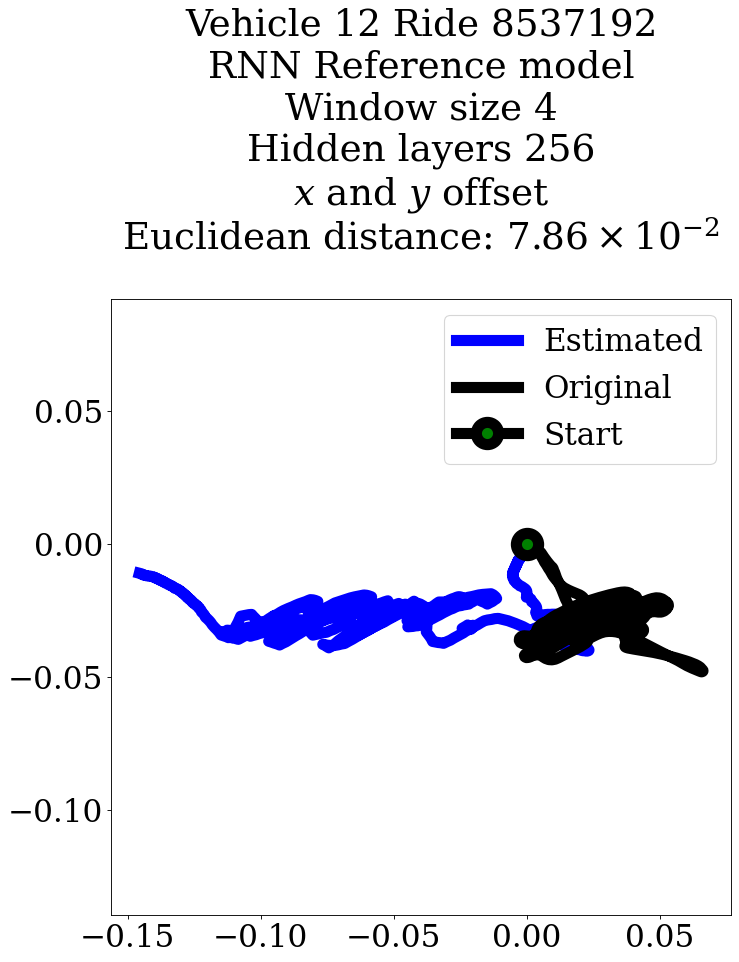 Vehicle 12 Ride 8537192
RNN Reference model
Window size 4
Hidden layers 256
x and y offset
Euclidean distance: 7.86 × 10⁻²
Estimated
Original
Start
0.05
0.00
−0.05
−0.10
−0.15 −0.10 −0.05 0.00 0.05